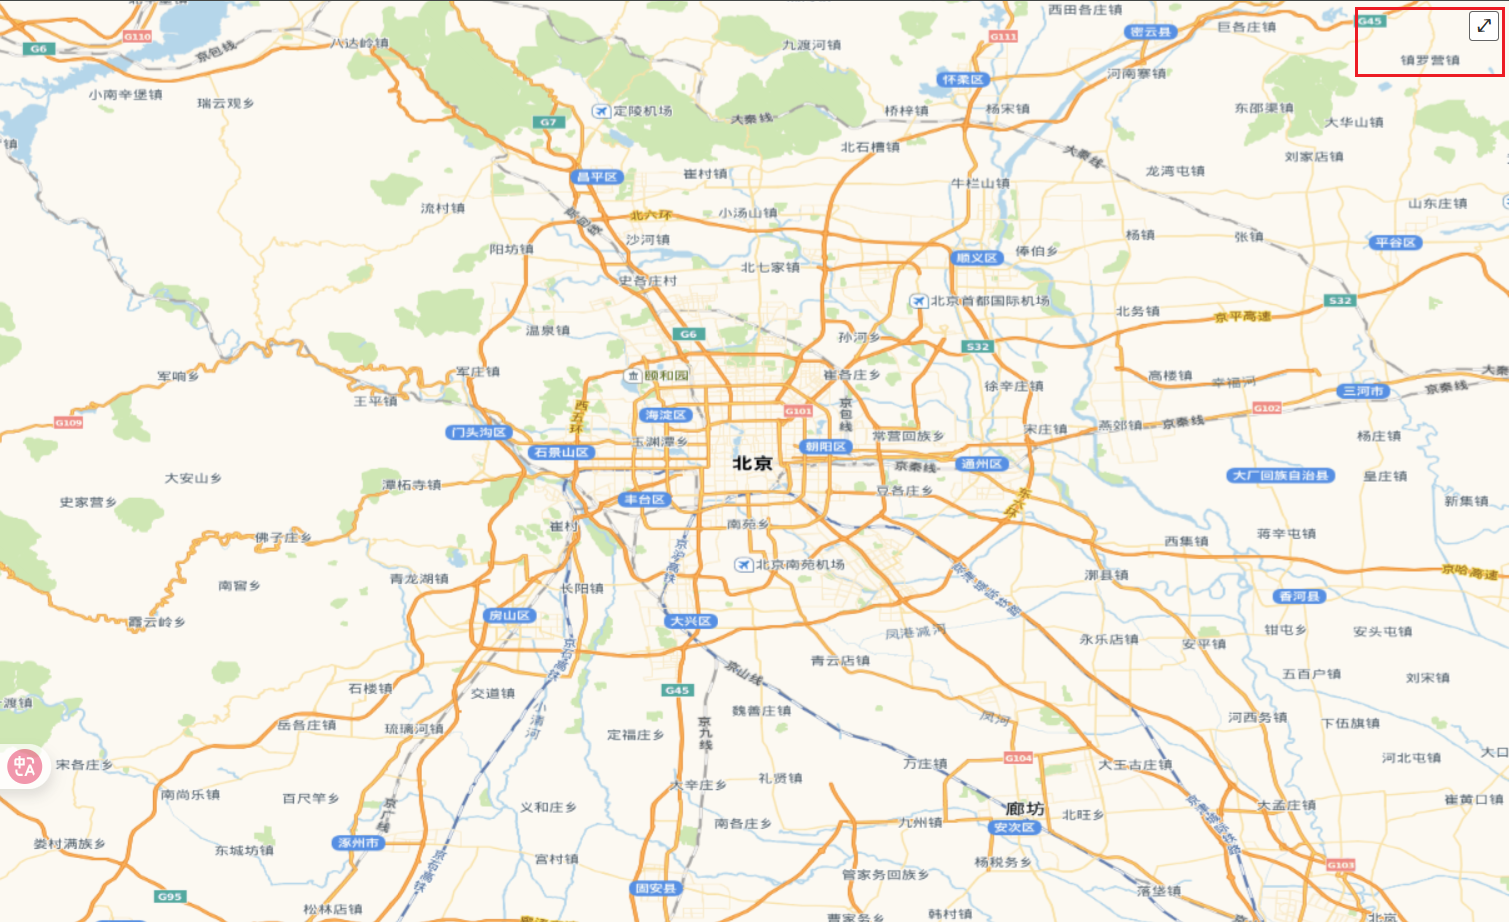 西田各庄镇
G45
G110
密云县
巨各庄镇
G111
八达岭镇
九渡河镇
G6
京包线
镇罗营镇
河南寨镇
怀柔区
小南辛堡镇
瑞云观乡
定陵机场
桥梓镇
杨宋镇
东邵渠镇
大秦线
G7
大华山镇
北石槽镇
大秦线
刘家店镇
昌平区
崔村镇
龙湾屯镇
牛栏山镇
流村镇
北六环
小汤山镇
山东庄镇
沙河镇
杨镇
张镇
平谷区
阳坊镇
俸伯乡
顺义区
北七家镇
史各庄村
北京首都国际机场
S32
北务镇
京平高速
温泉镇
G6
孙河乡
S32
军庄镇
军响乡
颐和园
崔各庄乡
高楼镇
幸福河
徐辛庄镇
京秦线
三河市
王平镇
G101
京包线
G102
西五环
海淀区
G109
门头沟区
玉渊潭乡
朝阳区
常营回族乡
宋庄镇
燕郊镇
京秦线
杨庄镇
石景山区
北京
京秦线
通州区
大安山乡
大厂回族自治县
皇庄镇
潭柘寺镇
豆各庄乡
史家营乡
丰台区
东六环
新集镇
崔村
南苑乡
佛子庄乡
蒋辛屯镇
西集镇
京沪高铁
北京南苑机场
青龙湖镇
漷县镇
京哈高速
南窖乡
长阳镇
香河县
房山区
大兴区
霞云岭乡
凤港减河
钳屯乡
安头屯镇
永乐店镇
安平镇
京石高铁
青云店镇
京山线
五百户镇
刘宋镇
石楼镇
交道镇
G45
渡镇
小清河
魏善庄镇
凤河
河西务镇
下伍旗镇
岳各庄镇
琉璃河镇
京九线
定福庄乡
G104
河北屯镇
大口
宋各庄乡
方庄镇
大王古庄镇
礼贤镇
大辛庄乡
南尚乐镇
百尺竿乡
京广线
义和庄乡
廊坊
北旺乡
大孟庄镇
崔黄口镇
南各庄乡
九州镇
安次区
娄村满族乡
东城坊镇
涿州市
京石高铁
宫村镇
杨税务乡
G103
管家务回族乡
固安县
落垡镇
G95
松林店镇
曹家务乡
韩村镇